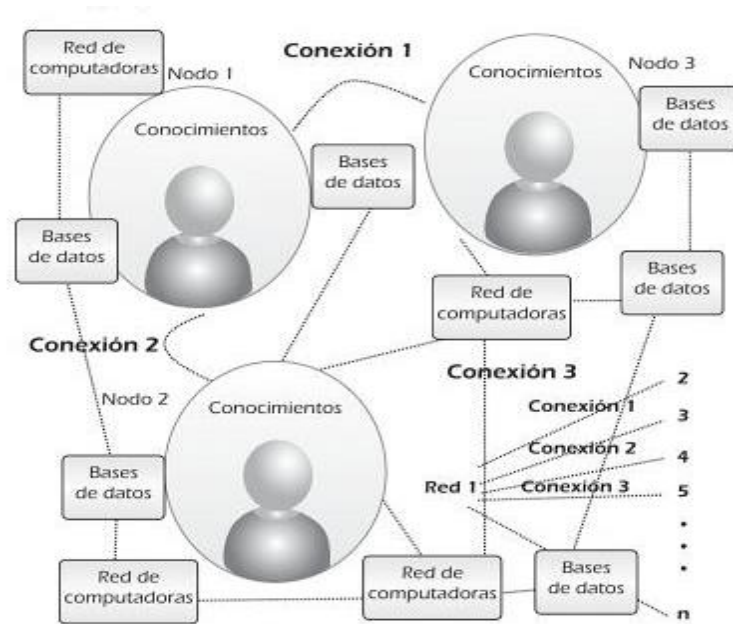 Red de
computadoras
Nodo 1
Conexión 1
Conocimientos
Nodo 3
Bases
de datos
Conocimientos
Bases
de datos
Bases
de datos
Bases
de datos
Red de
computadoras
Conexión 2
Conexión 3
Nodo 2
Conocimientos
2
Conexión 1
3
Conexión 2
4
Red 1
Conexión 3
5
Bases
de datos
Red de
computadoras
Red de
computadoras
Bases
de datos
n